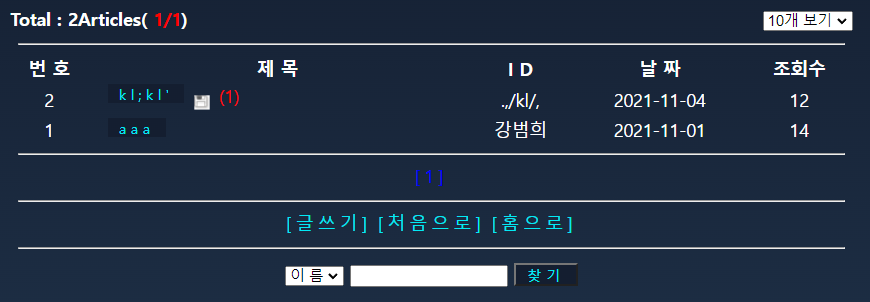 Total : 2Articles( 1/1)
10개 보기
번 호 제 목 I D 날 짜 조회수
2 kl;kl' (1) .,/kl/, 2021-11-04 12
1 aaa 강범희 2021-11-01 14
[ 1 ]
[글쓰기] [처음으로] [홈으로]
이 름 찾기